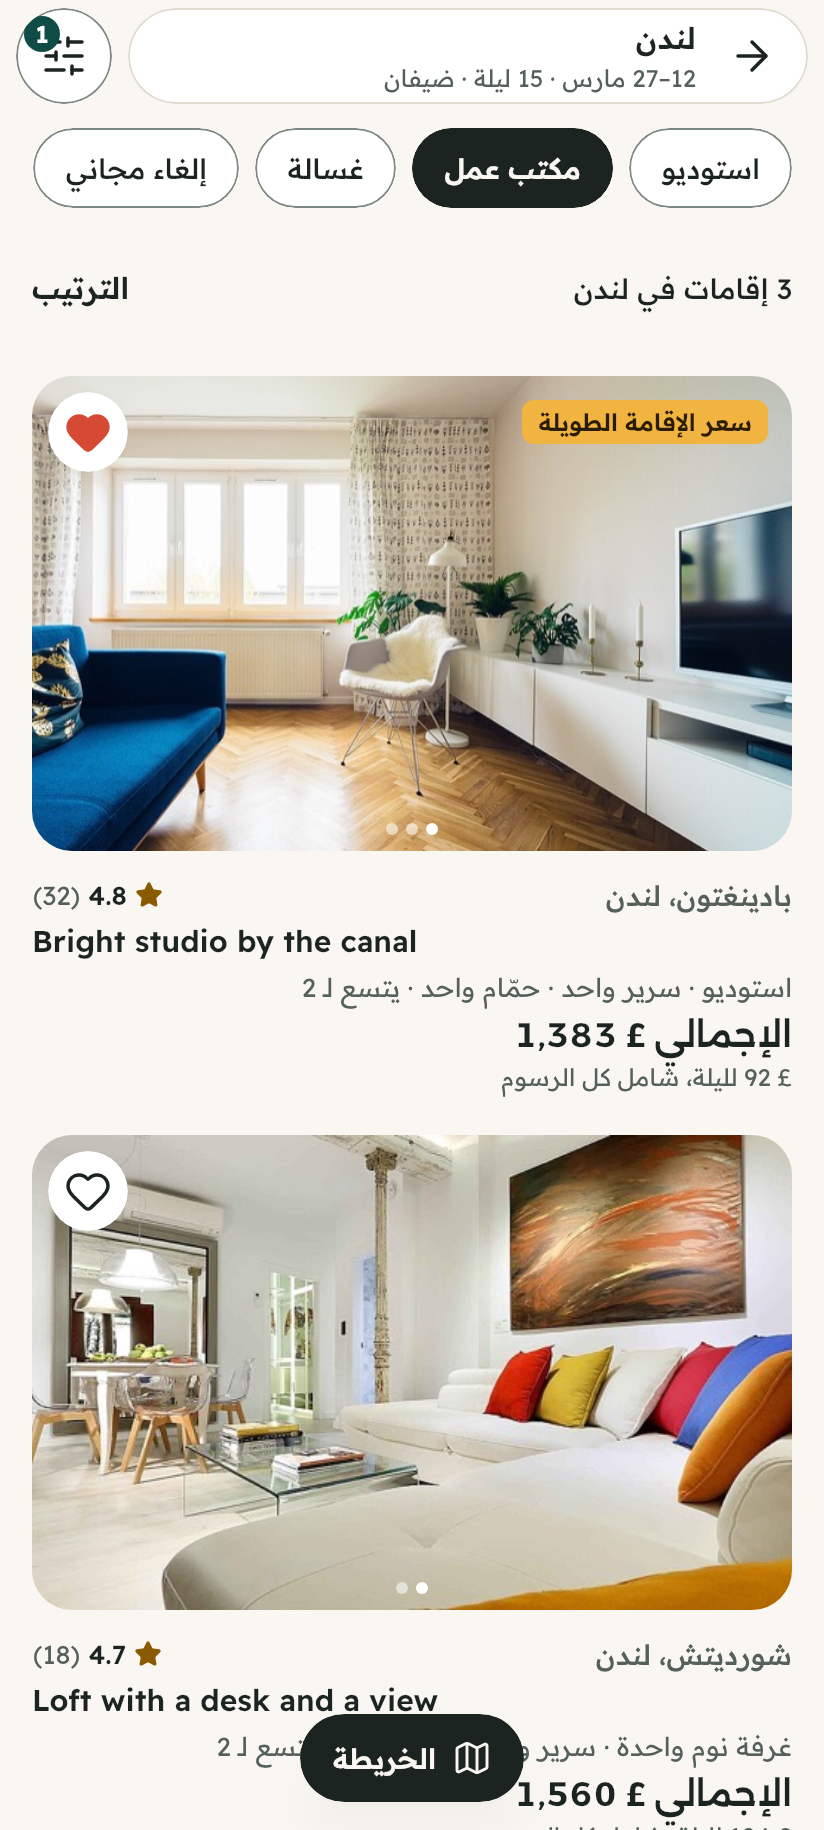 لندن
12–27 مارس · 15 ليلة · ضيفان
1
استوديو
مكتب عمل
غسالة
إلغاء مجاني
3 إقامات في لندن
الترتيب
سعر الإقامة الطويلة
بادينغتون، لندن
4.8 (32)
Bright studio by the canal
استوديو · سرير واحد · حمّام واحد · يتسع لـ 2
الإجمالي £ 1,383
£ 92 لليلة، شامل كل الرسوم
شورديتش، لندن
4.7 (18)
Loft with a desk and a view
غرفة نوم واحدة · سرير
لـ 2
الخريطة
الإجمالي £ 1,560